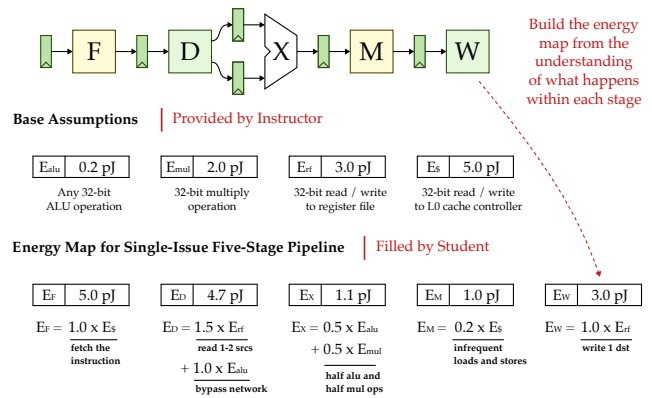 F D X M W
Build the energy
map from the
understanding
of what happens
within each stage
Base Assumptions Provided by Instructor
Ealu 0.2 pJ Emul 2.0 pJ Erf 3.0 pJ E$ 5.0 pJ
Any 32-bit 32-bit multiply 32-bit read / write 32-bit read / write
ALU operation operation to register file to L0 cache controller
Energy Map for Single-Issue Five-Stage Pipeline Filled by Student
EF 5.0 pJ ED 4.7 pJ EX 1.1 pJ EM 1.0 pJ EW 3.0 pJ
EF = 1.0 x E$ ED = 1.5 x Erf EX = 0.5 x Ealu EM = 0.2 x E$ EW = 1.0 x Erf
fetch the read 1-2 srcs + 0.5 x Emul infrequent write 1 dst
instruction + 1.0 x Ealu half alu and loads and stores
bypass network half mul ops